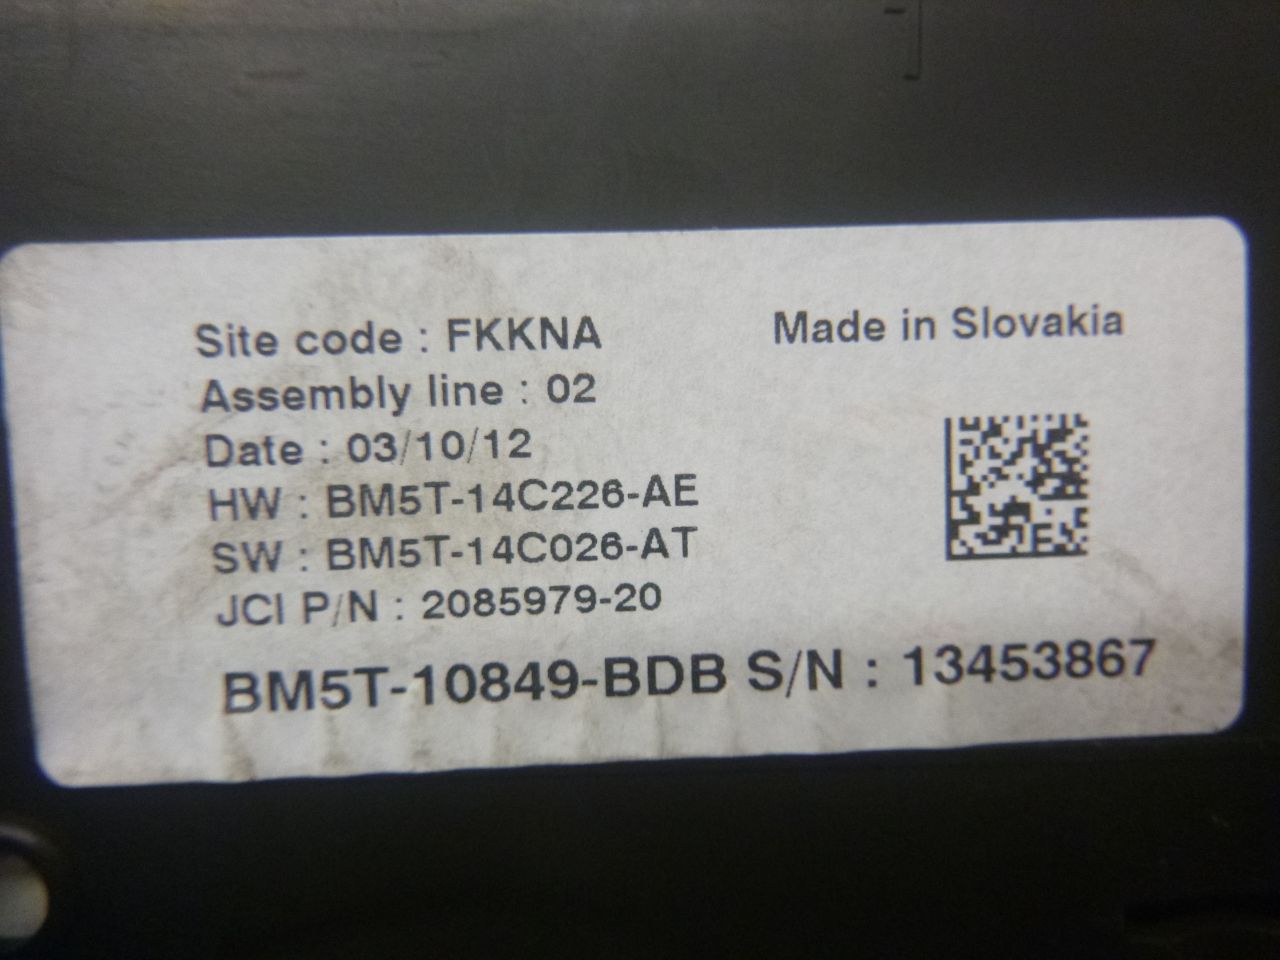 Site code : FKKNA
Made in Slovakia
Assembly line : 02
Date : 03/10/12
HW : BM5T-14C226-AE
SW : BM5T-14C026-AT
JCI P/N : 2085979-20
BM5T-10849-BDB S/N : 13453867